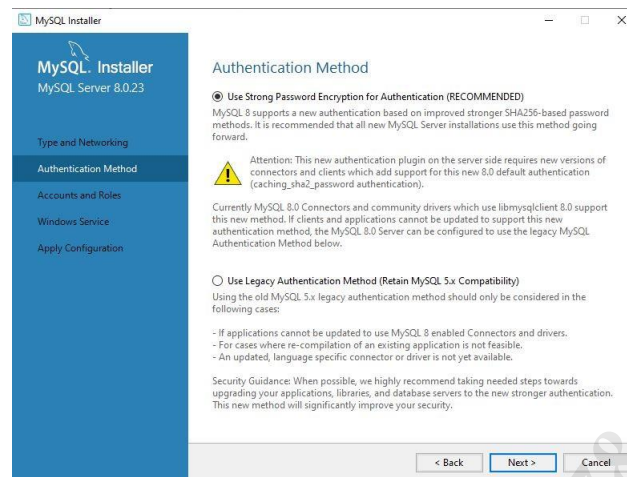 MySQL Installer
MySQL. Installer
MySQL Server 8.0.23
Type and Networking
Authentication Method
Accounts and Roles
Windows Service
Apply Configuration
Authentication Method
Use Strong Password Encryption for Authentication (RECOMMENDED)
MySQL 8 supports a new authentication based on improved stronger SHA256-based password
methods. It is recommended that all new MySQL Server installations use this method going
forward.
Attention: This new authentication plugin on the server side requires new versions of
connectors and clients which add support for this new 8.0 default authentication
(caching_sha2_password authentication).
Currently MySQL 8.0 Connectors and community drivers which use libmysqlclient 8.0 support
this new method. If clients and applications cannot be updated to support this new
authentication method, the MySQL 8.0 Server can be configured to use the legacy MySQL
Authentication Method below.
Use Legacy Authentication Method (Retain MySQL 5.x Compatibility)
Using the old MySQL 5.x legacy authentication method should only be considered in the
following cases:
- If applications cannot be updated to use MySQL 8 enabled Connectors and drivers.
- For cases where re-compilation of an existing application is not feasible.
- An updated, language specific connector or driver is not yet available.
Security Guidance: When possible, we highly recommend taking needed steps towards
upgrading your applications, libraries, and database servers to the new stronger authentication.
This new method will significantly improve your security.
< Back
Next >
Cancel